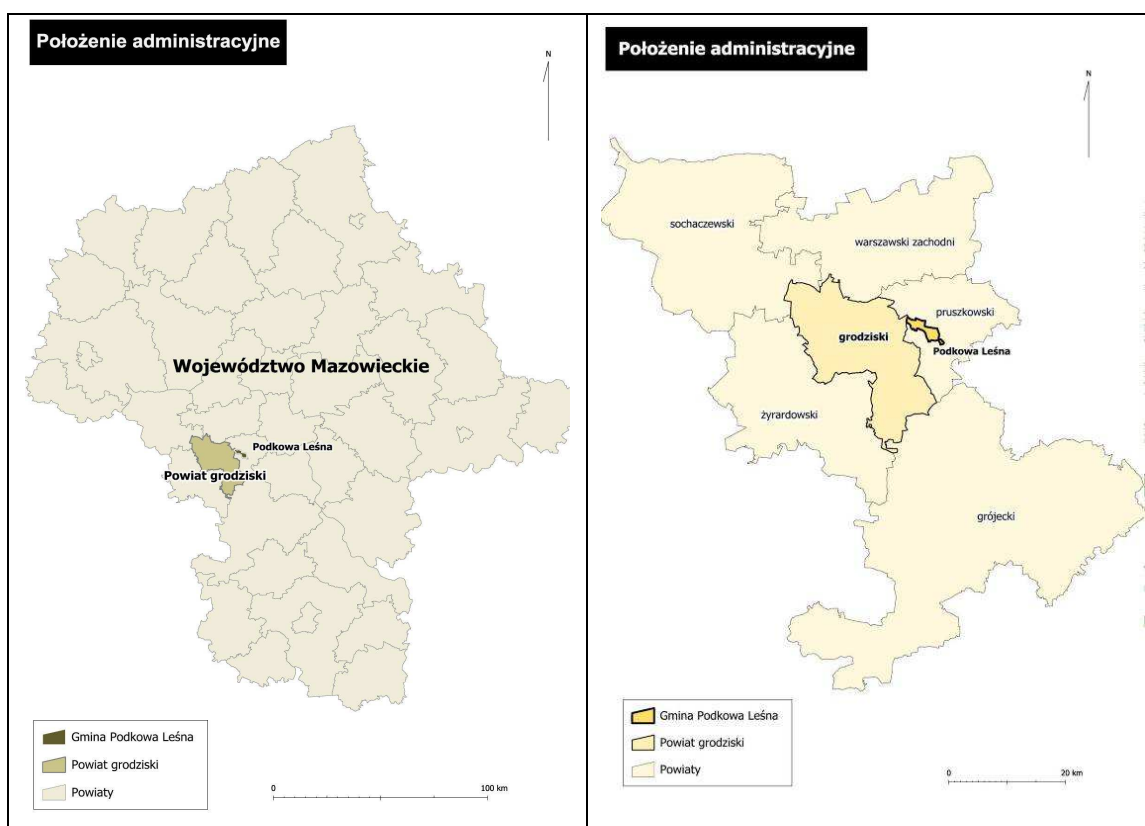 Położenie administracyjne
N
Województwo Mazowieckie
Podkowa Leśna
Powiat grodziski
Gmina Podkowa Leśna
Powiat grodziski
Powiaty
0
100 km
Położenie administracyjne
N
sochaczewski
warszawski zachodni
pruszkowski
grodziski
Podkowa Leśna
żyrardowski
grójecki
Gmina Podkowa Leśna
Powiat grodziski
Powiaty
0
20 km